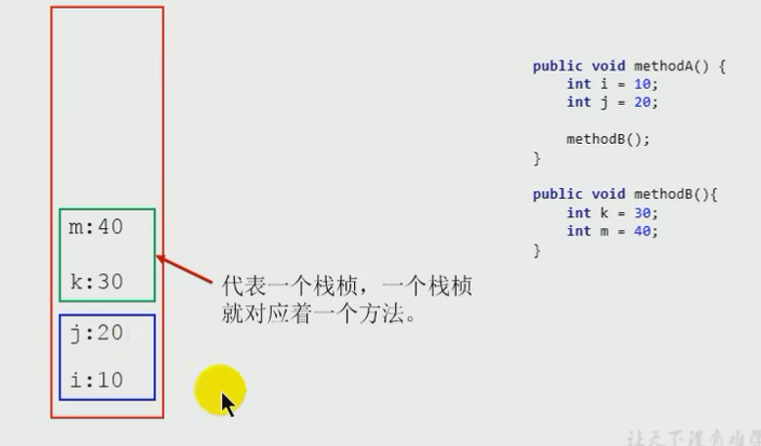 m:40
k:30
j:20
i:10
代表一个栈桢，一个栈桢
就对应着一个方法。
public void methodA() {
int i = 10;
int j = 20;
methodB();
}
public void methodB(){
int k = 30;
int m = 40;
}
让天下没有难学